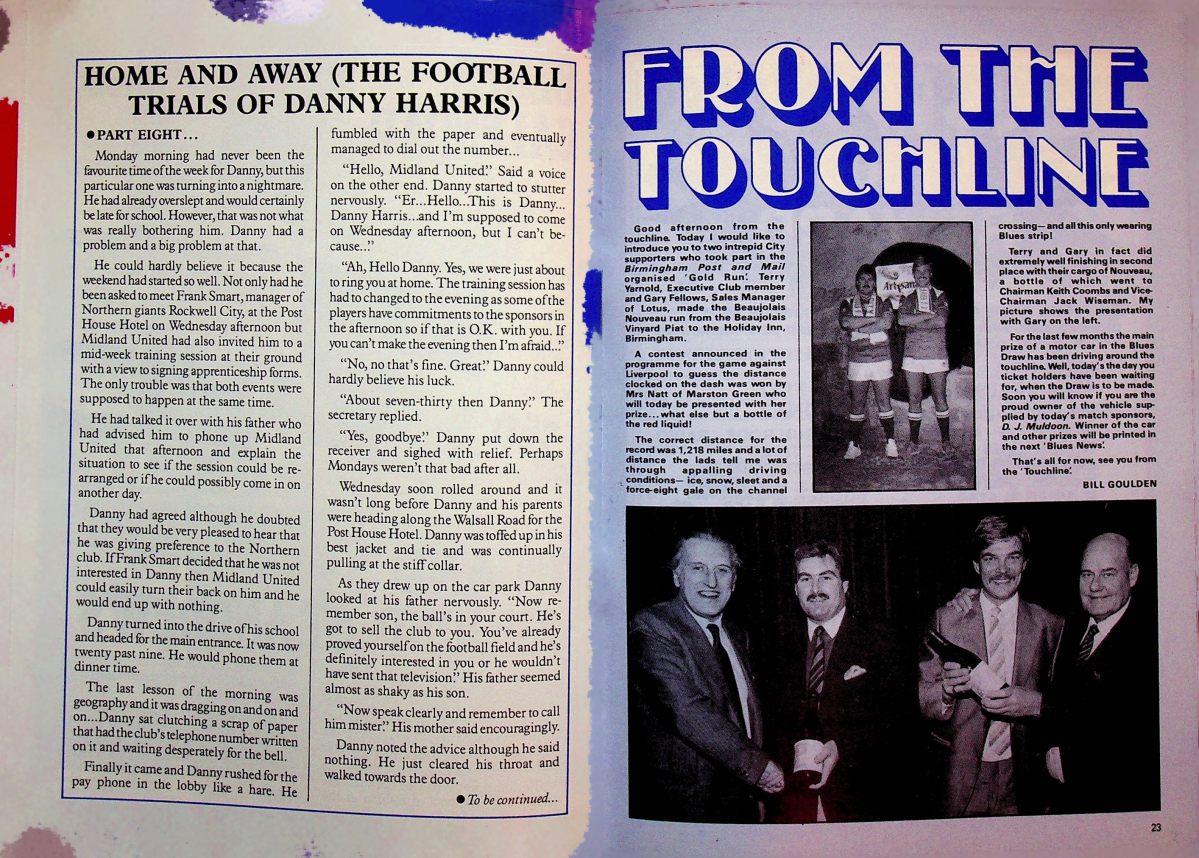 HOME AND AWAY (THE FOOTBALL
TRIALS OF DANNY HARRIS)
● PART EIGHT...
Monday morning had never been the
favourite time of the week for Danny, but this
particular one was turning into a nightmare.
He had already overslept and would certainly
be late for school. However, that was not what
was really bothering him. Danny had a
problem and a big problem at that.
He could hardly believe it because the
weekend had started so well. Not only had he
been asked to meet Frank Smart, manager of
Northern giants Rockwell City, at the Post
House Hotel on Wednesday afternoon but
Midland United had also invited him to a
mid-week training session at their ground
with a view to signing apprenticeship forms.
The only trouble was that both events were
supposed to happen at the same time.
He had talked it over with his father who
had advised him to phone up Midland
United that afternoon and explain the
situation to see if the session could be re-
arranged or if he could possibly come in on
another day.
Danny had agreed although he doubted
that they would be very pleased to hear that
he was giving preference to the Northern
club. If Frank Smart decided that he was not
interested in Danny then Midland United
could easily turn their back on him and he
would end up with nothing.
Danny turned into the drive of his school
and headed for the main entrance. It was now
twenty past nine. He would phone them at
dinner time.
The last lesson of the morning was
geography and it was dragging on and on and
on...Danny sat clutching a scrap of paper
that had the club's telephone number written
on it and waiting desperately for the bell.
Finally it came and Danny rushed for the
pay phone in the lobby like a hare. He
fumbled with the paper and eventually
managed to dial out the number...
"Hello, Midland United." Said a voice
on the other end. Danny started to stutter
nervously. "Er...Hello...This is Danny...
Danny Harris...and I'm supposed to come
on Wednesday afternoon, but I can't be-
cause..."
"Ah, Hello Danny. Yes, we were just about
to ring you at home. The training session has
had to changed to the evening as some of the
players have commitments to the sponsors in
the afternoon so if that is O.K. with you. If
you can't make the evening then I'm afraid..."
"No, no that's fine. Great." Danny could
hardly believe his luck.
"About seven-thirty then Danny." The
secretary replied.
"Yes, goodbye." Danny put down the
receiver and sighed with relief. Perhaps
Mondays weren't that bad after all.
Wednesday soon rolled around and it
wasn't long before Danny and his parents
were heading along the Walsall Road for the
Post House Hotel. Danny was toffed up in his
best jacket and tie and was continually
pulling at the stiff collar.
As they drew up on the car park Danny
looked at his father nervously. "Now re-
member son, the ball's in your court. He's
got to sell the club to you. You've already
proved yourself on the football field and he's
definitely interested in you or he wouldn't
have sent that television." His father seemed
almost as shaky as his son.
"Now speak clearly and remember to call
him mister." His mother said encouragingly.
Danny noted the advice although he said
nothing. He just cleared his throat and
walked towards the door.
● To be continued...
FROM THE
TOUCHLINE
Good afternoon from the
touchline. Today I would like to
introduce you to two intrepid City
supporters who took part in the
Birmingham Post and Mail
organised 'Gold Run'. Terry
Yarnold, Executive Club member
and Gary Fellows, Sales Manager
of Lotus, made the Beaujolais
Nouveau run from the Beaujolais
Vinyard Piat to the Holiday Inn,
Birmingham.
A contest announced in the
programme for the game against
Liverpool to guess the distance
clocked on the dash was won by
Mrs Natt of Marston Green who
will today be presented with her
prize...what else but a bottle of
the red liquid!
The correct distance for the
record was 1,218 miles and a lot of
distance the lads tell me was
through appalling driving
conditions— ice, snow, sleet and a
force-eight gale on the channel
Artisan
crossing— and all this only wearing
Blues strip!
Terry and Gary in fact did
extremely well finishing in second
place with their cargo of Nouveau,
a bottle of which went to
Chairman Keith Coombs and Vice-
Chairman Jack Wiseman. My
picture shows the presentation
with Gary on the left.
For the last few months the main
prize of a motor car in the Blues
Draw has been driving around the
touchline. Well, today's the day you
ticket holders have been waiting
for, when the Draw is to be made.
Soon you will know if you are the
proud owner of the vehicle sup-
plied by today's match sponsors,
D. J. Muldoon. Winner of the car
and other prizes will be printed in
the next 'Blues News'.
That's all for now, see you from
the 'Touchline'.
BILL GOULDEN
23